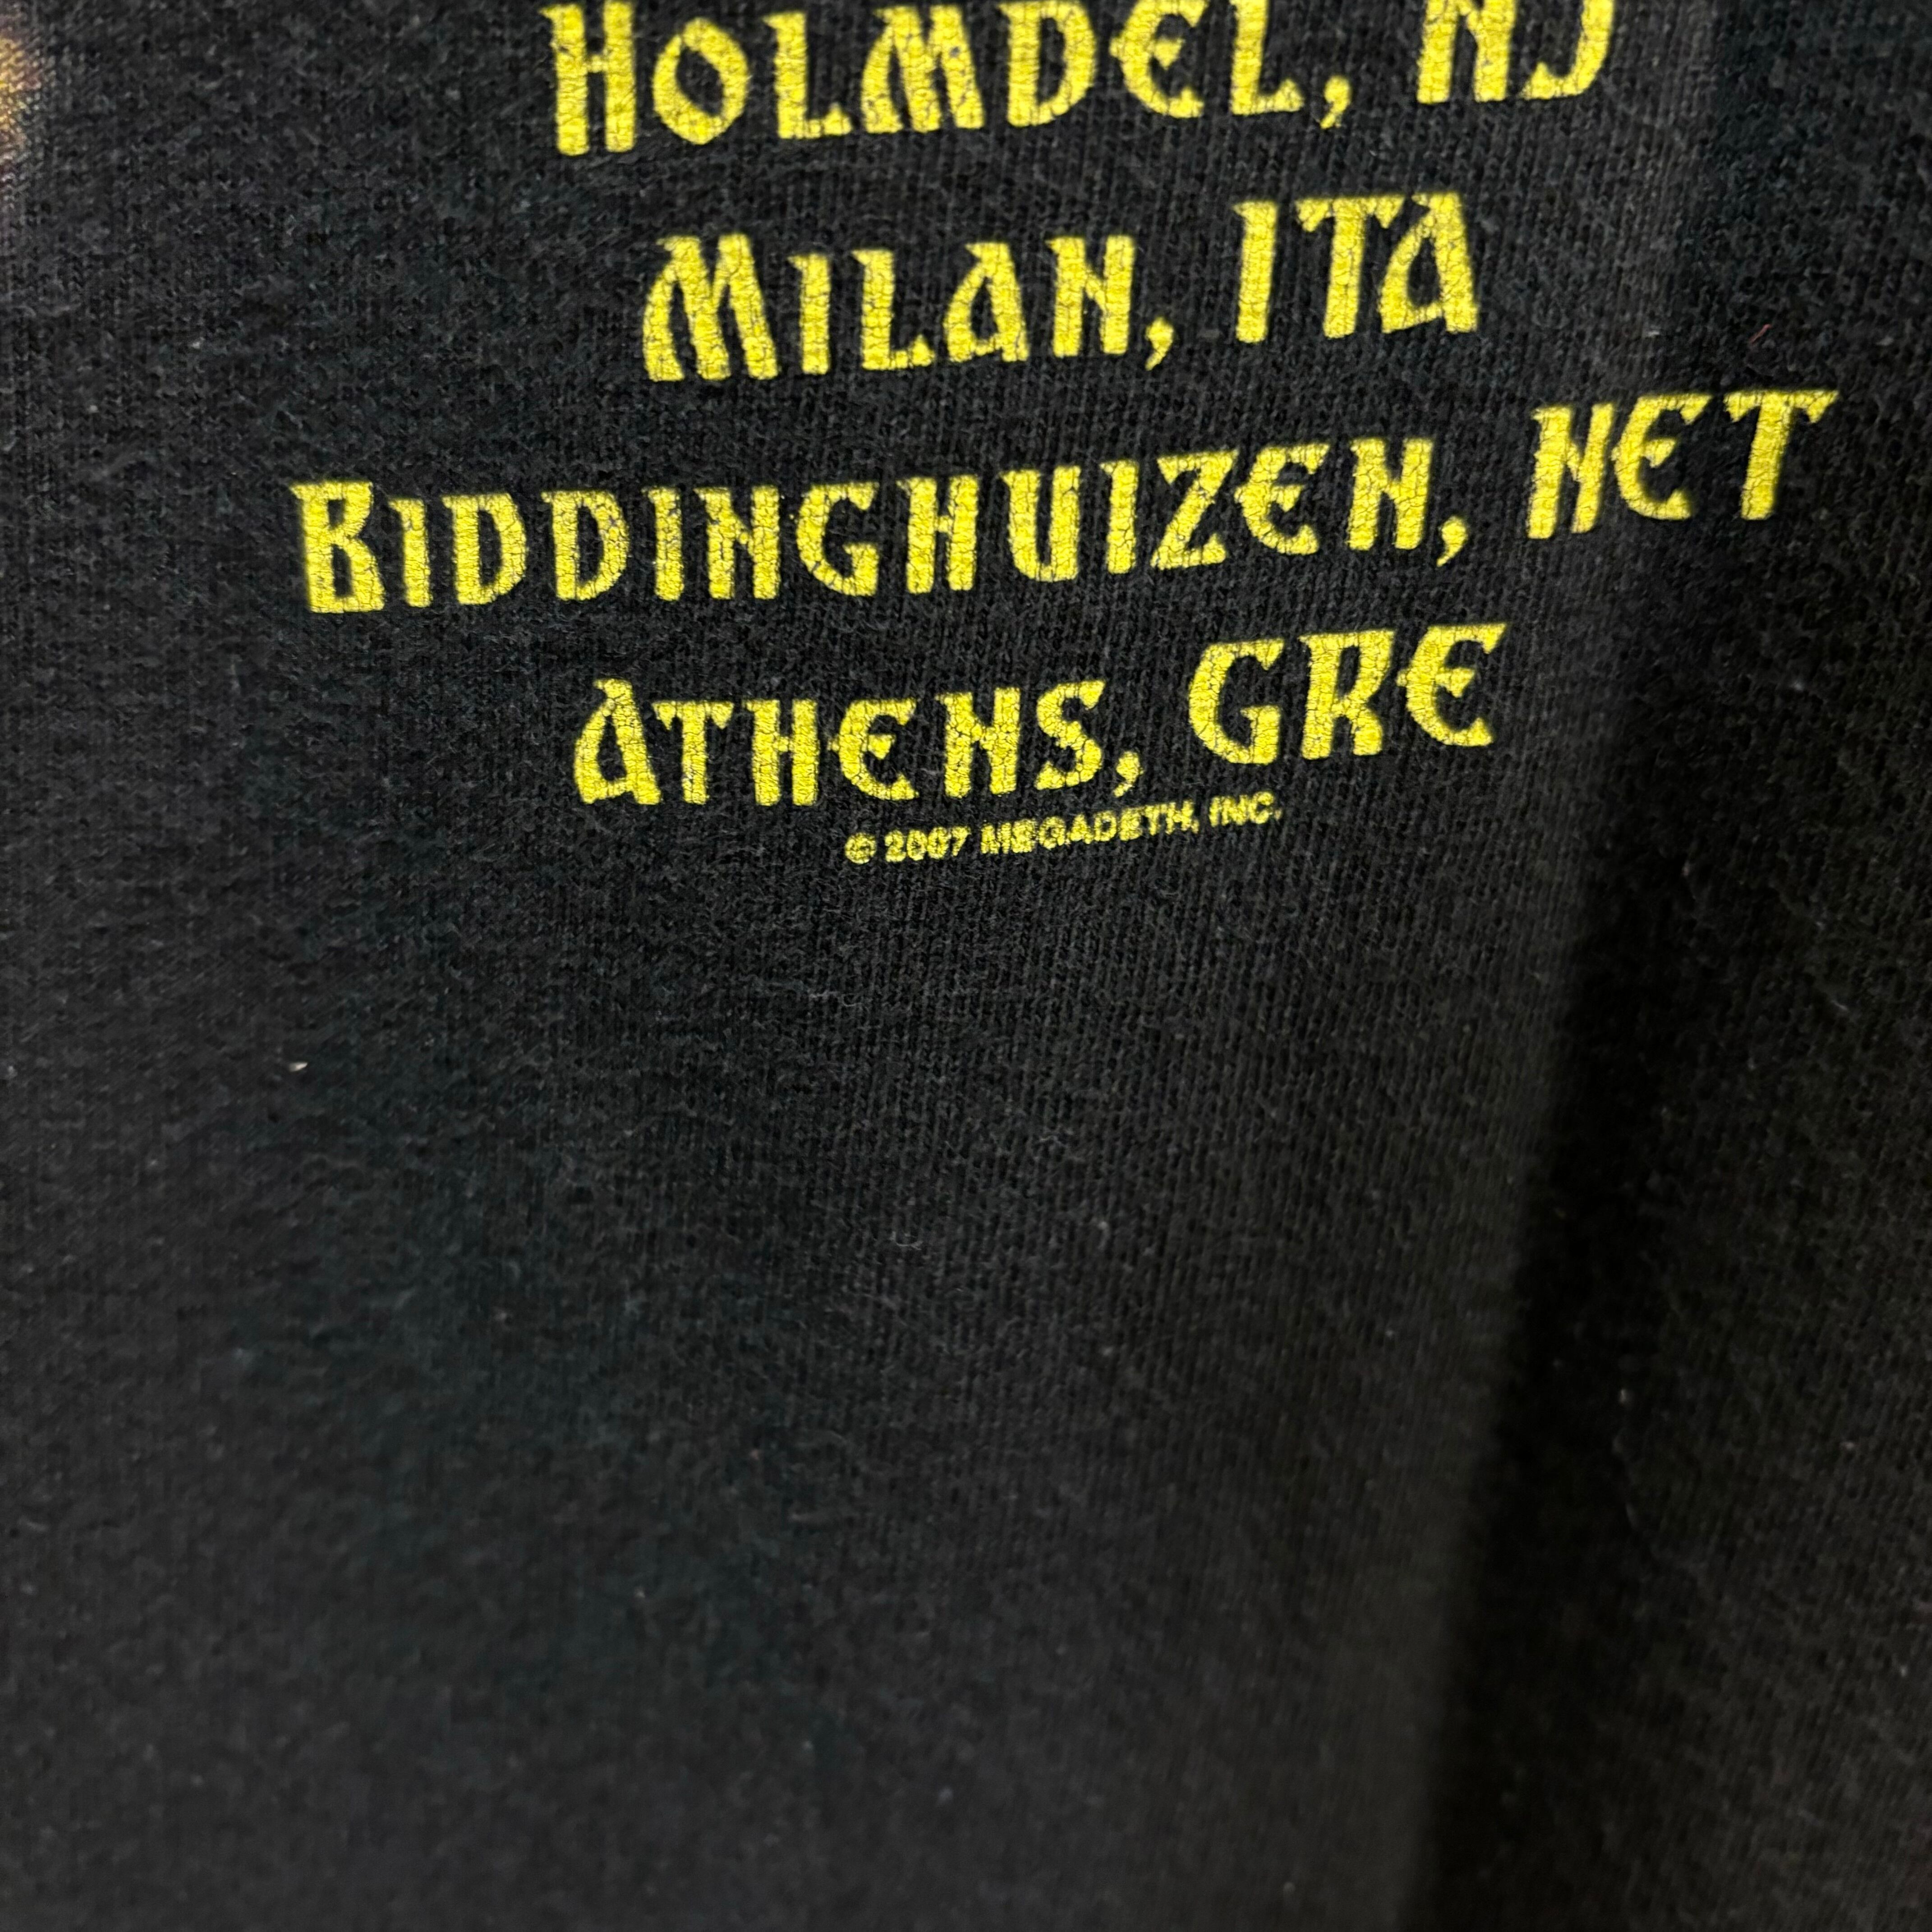 HOLMDEL, NJ
MILAN, ITA
BIDDINGHUIZEN, NET
ATHENS, GRE
© 2007 MEGADETH, INC.